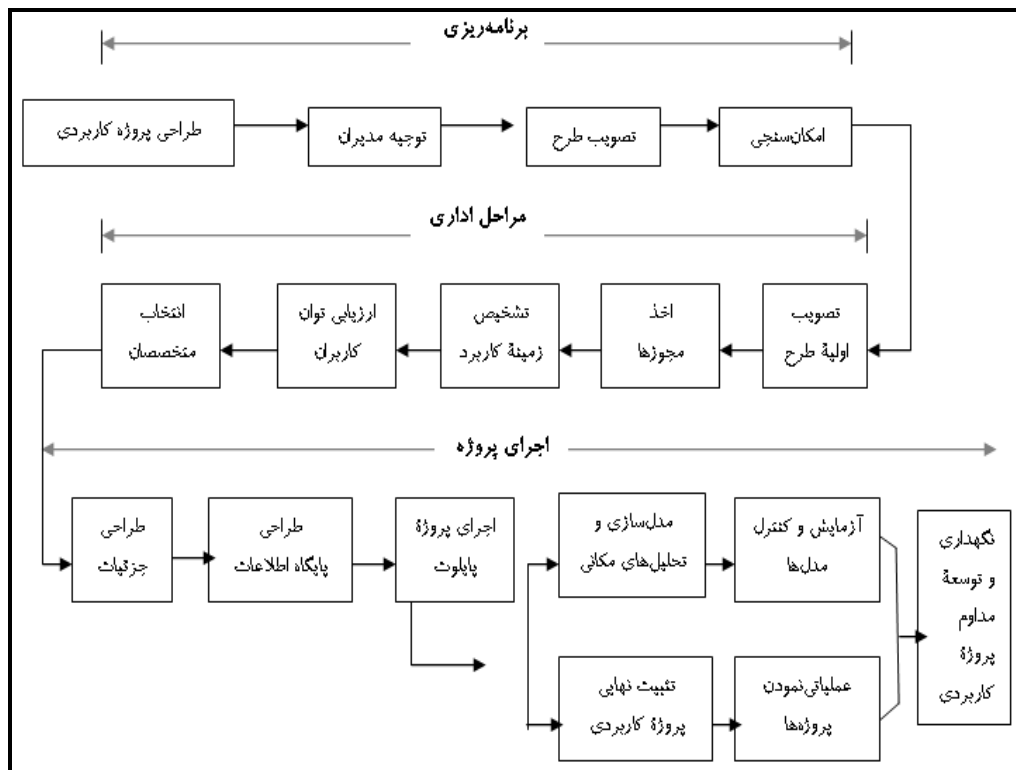 برنامه‌ریزی
طراحی پروژه کاربردی
توجیه مدیران
تصویب طرح
امکان‌سنجی
مراحل اداری
تصویب
اولیهٔ طرح
اخذ
مجوزها
تشخیص
زمینهٔ کاربرد
ارزیابی توان
کاربران
انتخاب
متخصصان
اجرای پروژه
طراحی
جزئیات
طراحی
پایگاه اطلاعات
اجرای پروژهٔ
پایلوت
مدل‌سازی و
تحلیل‌های مکانی
آزمایش و کنترل
مدل‌ها
تثبیت نهایی
پروژهٔ کاربردی
عملیاتی‌نمودن
پروژه‌ها
نگهداری
و توسعهٔ
مداوم
پروژهٔ
کاربردی